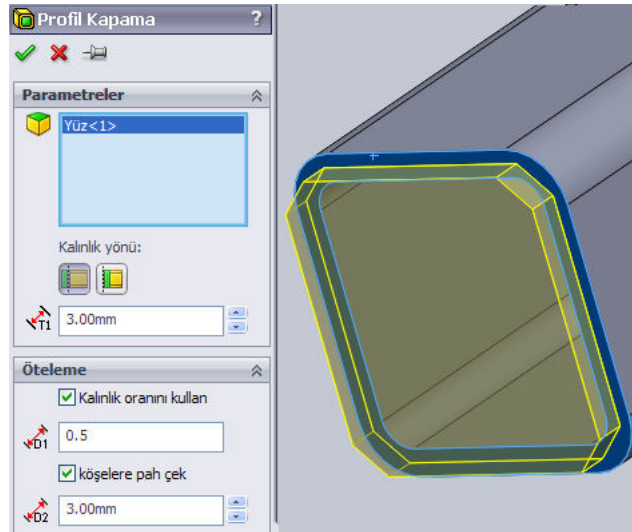 Profil Kapama ?
Parametreler
Yüz<1>
Kalınlık yönü:
T1 3.00mm
Öteleme
Kalınlık oranını kullan
D1 0.5
köşelere pah çek
D2 3.00mm